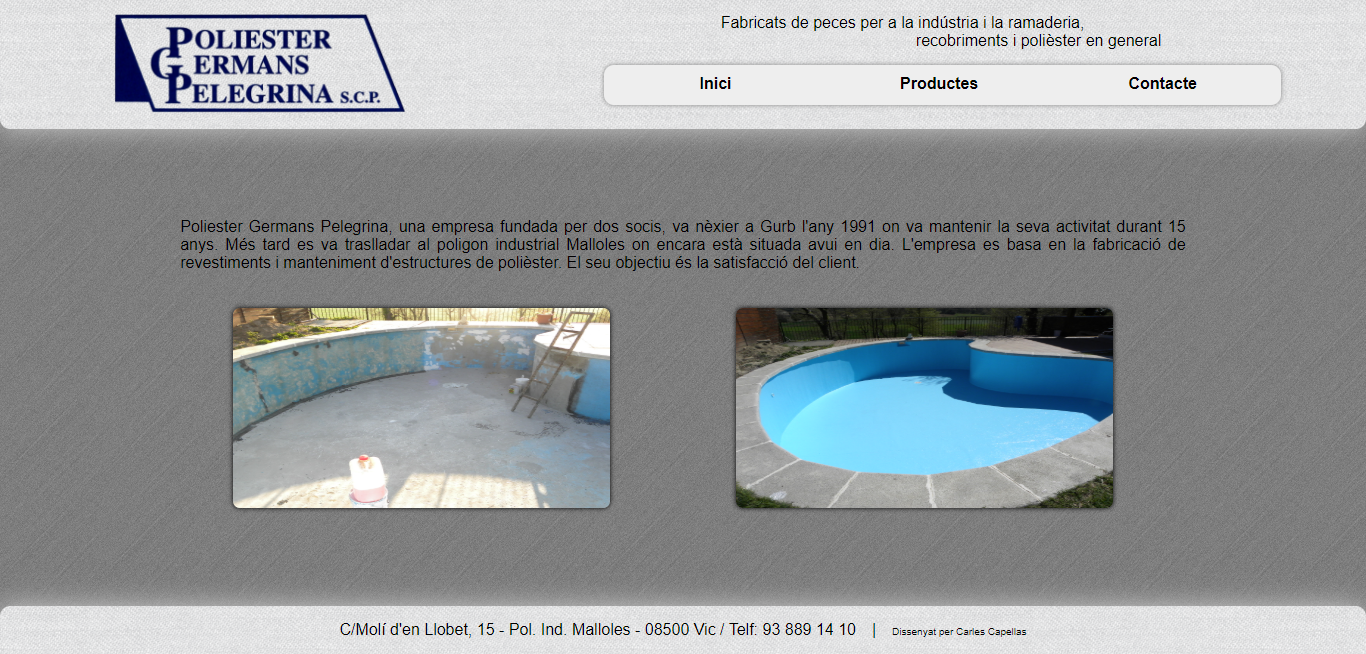 POLIESTER
GERMANS
PELEGRINA S.C.P.
Fabricats de peces per a la indústria i la ramaderia,
recobriments i polièster en general
Inici Productes Contacte
Poliester Germans Pelegrina, una empresa fundada per dos socis, va nèxier a Gurb l'any 1991 on va mantenir la seva activitat durant 15
anys. Més tard es va traslladar al poligon industrial Malloles on encara està situada avui en dia. L'empresa es basa en la fabricació de
revestiments i manteniment d'estructures de polièster. El seu objectiu és la satisfacció del client.
C/Molí d'en Llobet, 15 - Pol. Ind. Malloles - 08500 Vic / Telf: 93 889 14 10 | Dissenyat per Carles Capellas